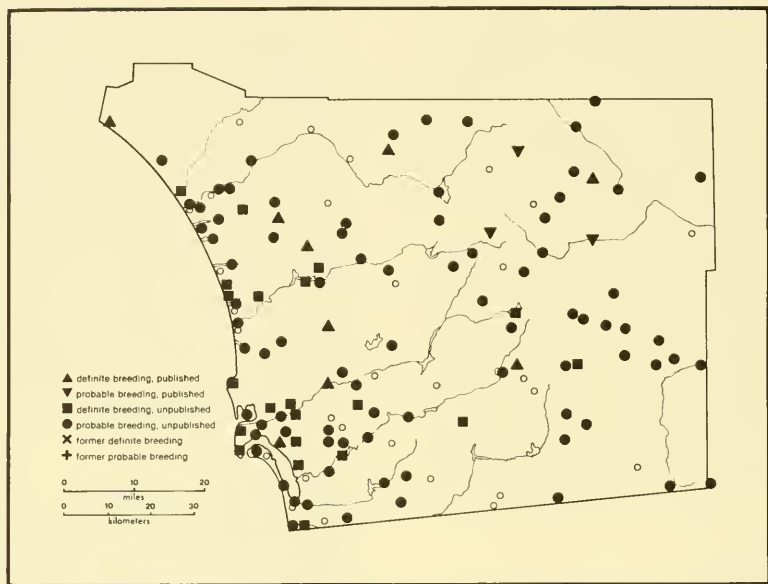 definite breeding, published
probable breeding, published
definite breeding, unpublished
probable breeding, unpublished
former definite breeding
former probable breeding
0 10 20
miles
0 10 20 30
kilometers